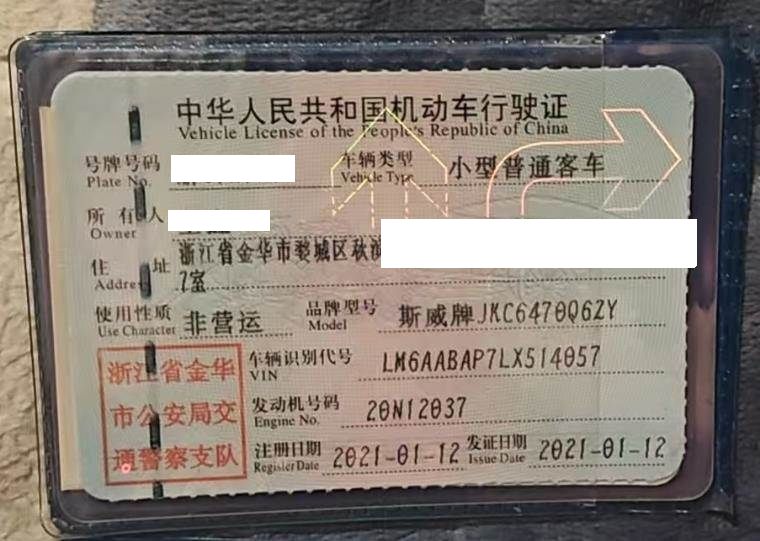 中华人民共和国机动车行驶证
Vehicle License of the People's Republic of China
号牌号码 车辆类型 小型普通客车
Plate No. Vehicle Type
所有人
Owner
住址 浙江省金华市婺城区秋滨
Address 2室
使用性质 非营运 品牌型号 斯威牌JKC6470Q6ZY
Use Character Model
浙江省金华
市公安局交
通警察支队
车辆识别代号 LM6AABAP7LX514057
VIN
发动机号码 20N12037
Engine No.
注册日期 2021-01-12 发证日期 2021-01-12
Register Date Issue Date